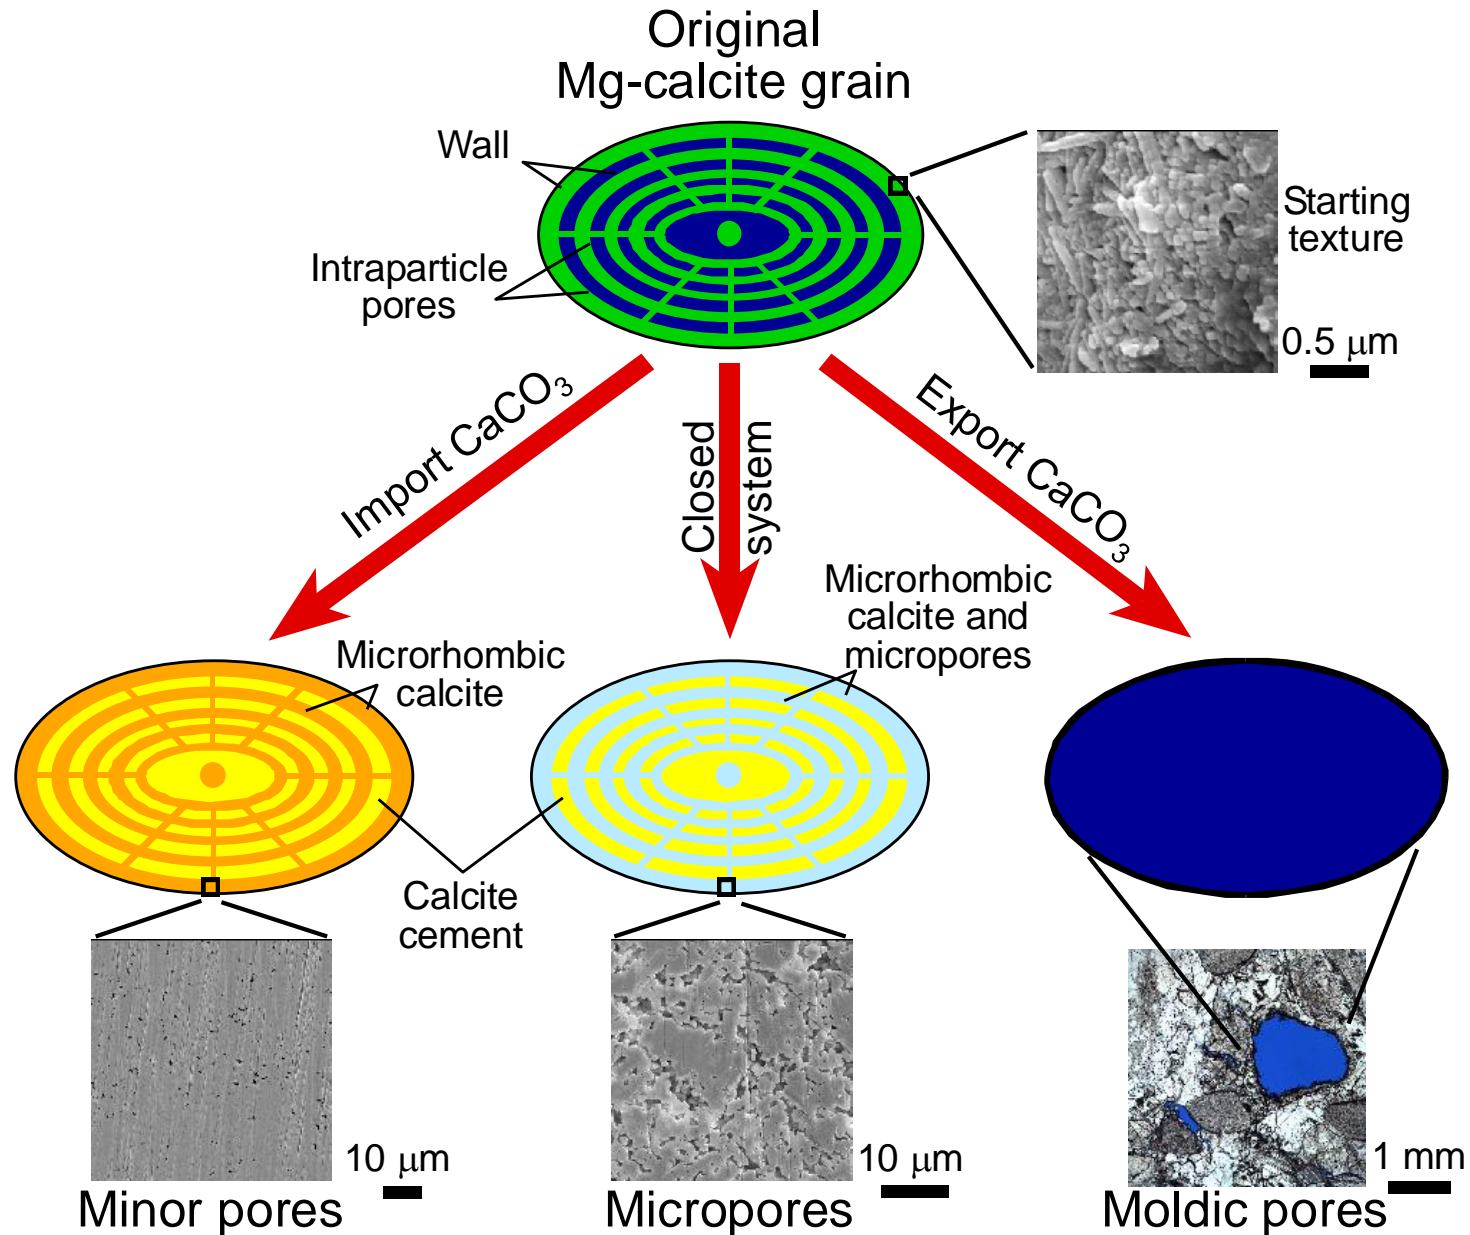 Original
Mg-calcite grain
Wall
Intraparticle
pores
Starting
texture
0.5 μm
Import CaCO₃
Closed
system
Export CaCO₃
Microrhombic
calcite
Microrhombic
calcite and
micropores
Calcite
cement
10 μm
Minor pores
10 μm
Micropores
1 mm
Moldic pores